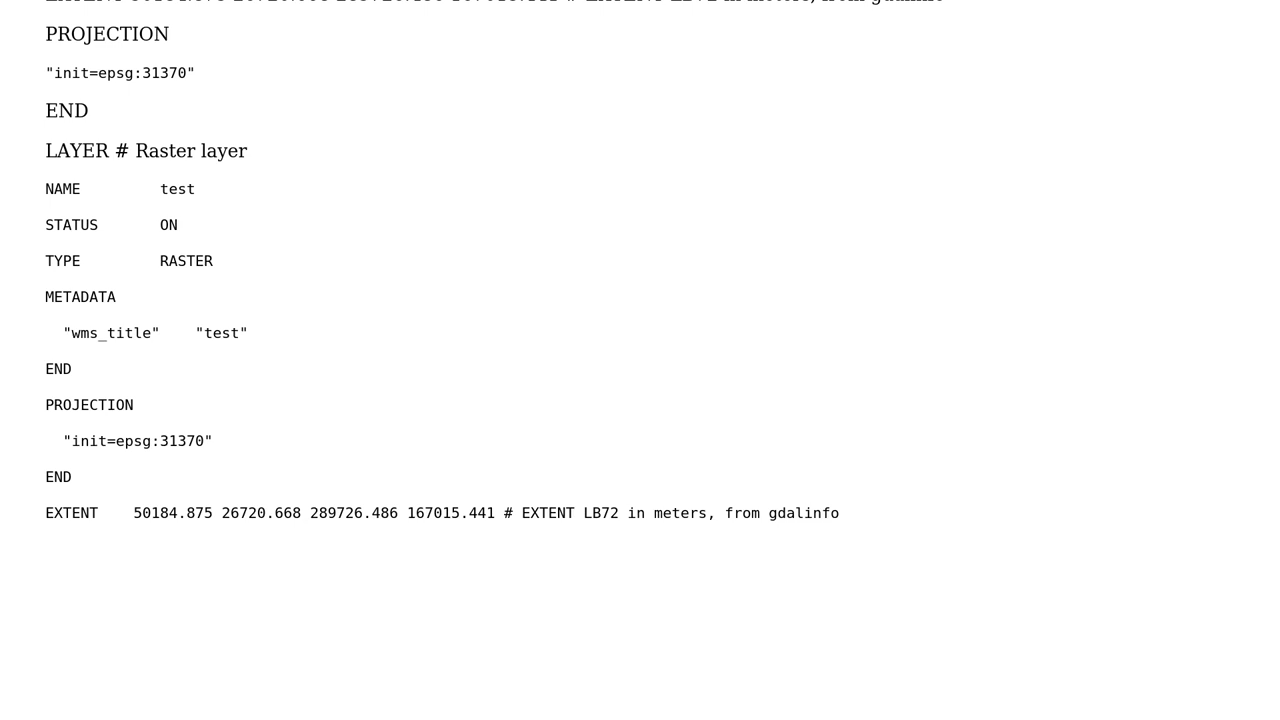 PROJECTION
"init=epsg:31370"
END
LAYER # Raster layer
NAME         test
STATUS       ON
TYPE         RASTER
METADATA
  "wms_title"    "test"
END
PROJECTION
  "init=epsg:31370"
END
EXTENT    50184.875 26720.668 289726.486 167015.441 # EXTENT LB72 in meters, from gdalinfo